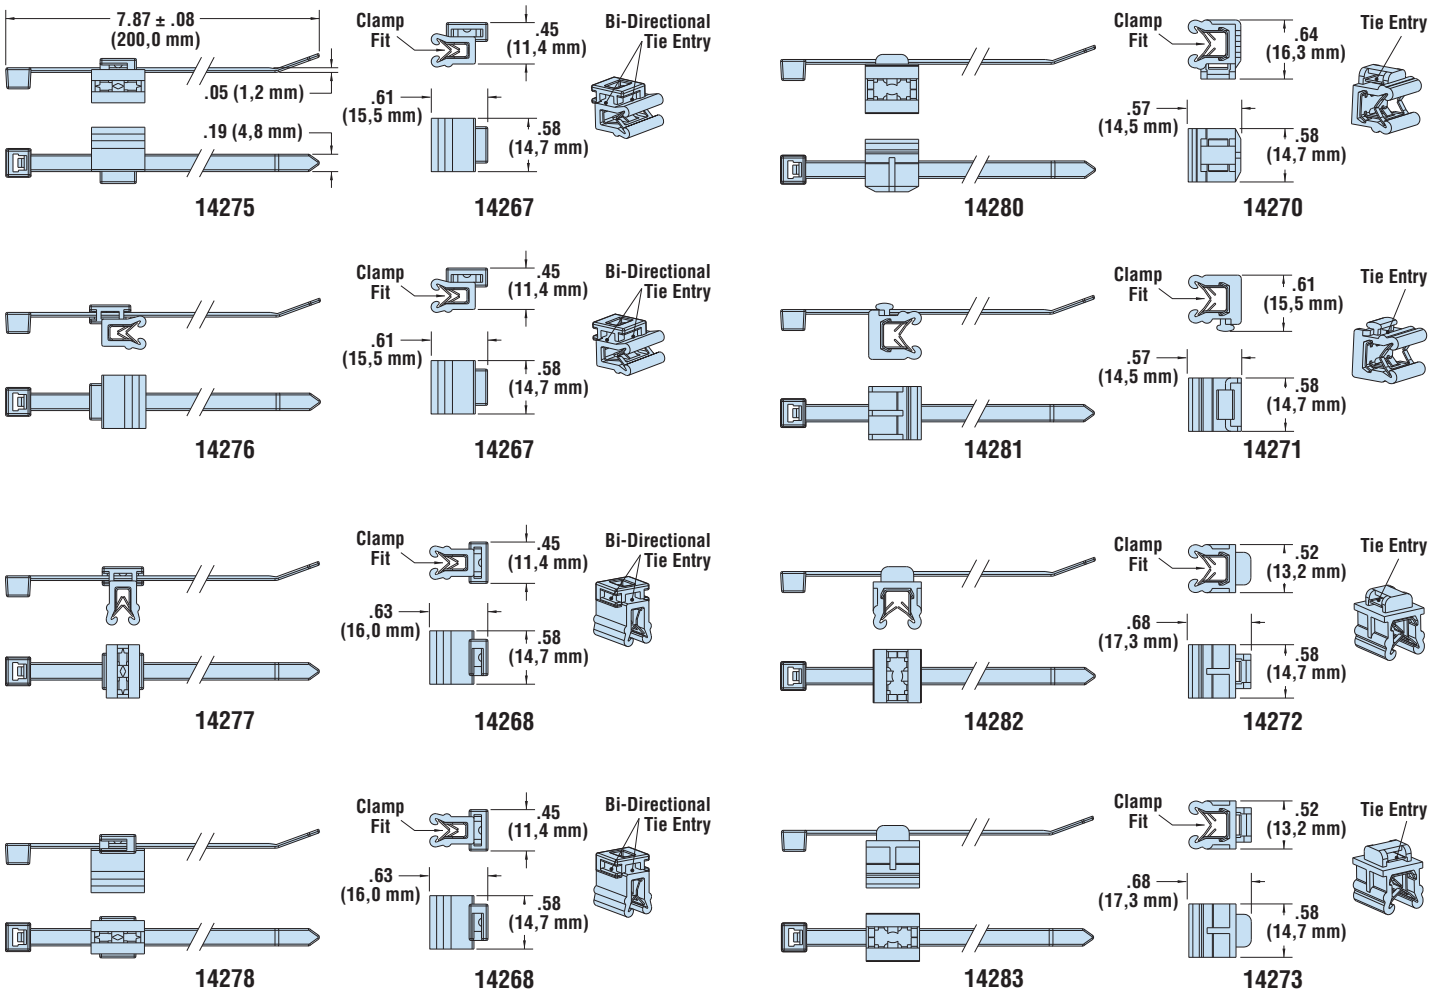 7.87 ± .08
(200,0 mm)
.05 (1,2 mm)
.19 (4,8 mm)
14275
Clamp
Fit
.45
(11,4 mm)
Bi-Directional
Tie Entry
.61
(15,5 mm)
.58
(14,7 mm)
14267
14280
Clamp
Fit
.64
(16,3 mm)
Tie Entry
.57
(14,5 mm)
.58
(14,7 mm)
14270
14276
Clamp
Fit
.45
(11,4 mm)
Bi-Directional
Tie Entry
.61
(15,5 mm)
.58
(14,7 mm)
14267
14281
Clamp
Fit
.61
(15,5 mm)
Tie Entry
.57
(14,5 mm)
.58
(14,7 mm)
14271
14277
Clamp
Fit
.45
(11,4 mm)
Bi-Directional
Tie Entry
.63
(16,0 mm)
.58
(14,7 mm)
14268
14282
Clamp
Fit
.52
(13,2 mm)
Tie Entry
.68
(17,3 mm)
.58
(14,7 mm)
14272
14278
Clamp
Fit
.45
(11,4 mm)
Bi-Directional
Tie Entry
.63
(16,0 mm)
.58
(14,7 mm)
14268
14283
Clamp
Fit
.52
(13,2 mm)
Tie Entry
.68
(17,3 mm)
.58
(14,7 mm)
14273